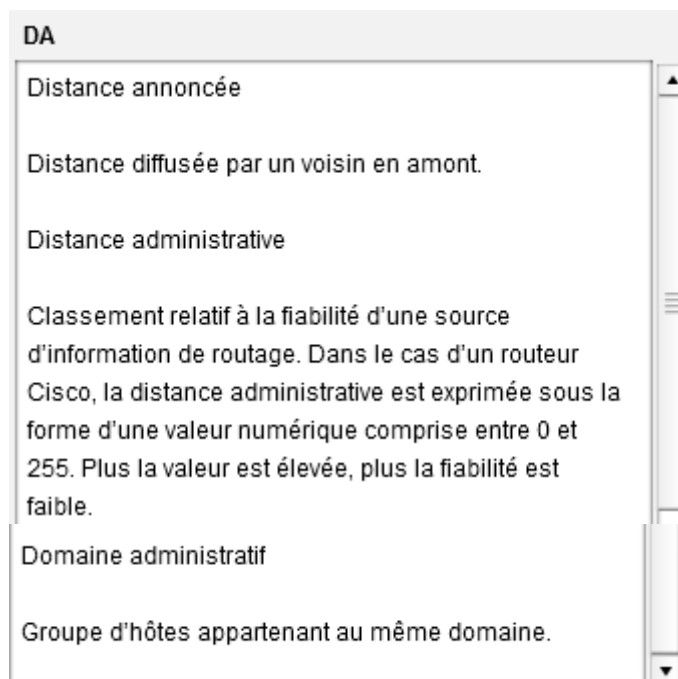 DA
Distance annoncée
Distance diffusée par un voisin en amont.
Distance administrative
Classement relatif à la fiabilité d'une source
d'information de routage. Dans le cas d'un routeur
Cisco, la distance administrative est exprimée sous la
forme d'une valeur numérique comprise entre 0 et
255. Plus la valeur est élevée, plus la fiabilité est
faible.
Domaine administratif
Groupe d'hôtes appartenant au même domaine.